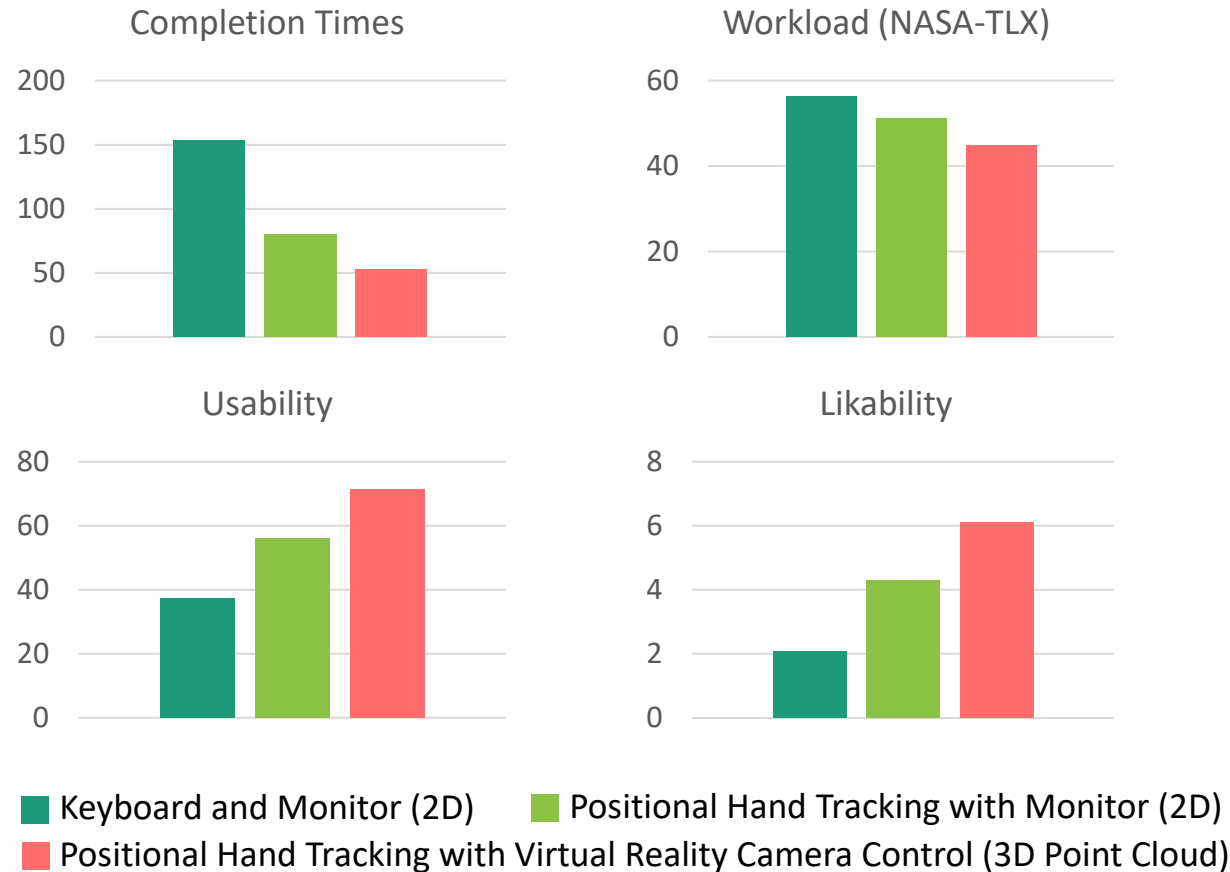 Completion Times
200
150
100
50
0
Workload (NASA-TLX)
60
40
20
0
Usability
80
60
40
20
0
Likability
8
6
4
2
0
Keyboard and Monitor (2D)
Positional Hand Tracking with Monitor (2D)
Positional Hand Tracking with Virtual Reality Camera Control (3D Point Cloud)